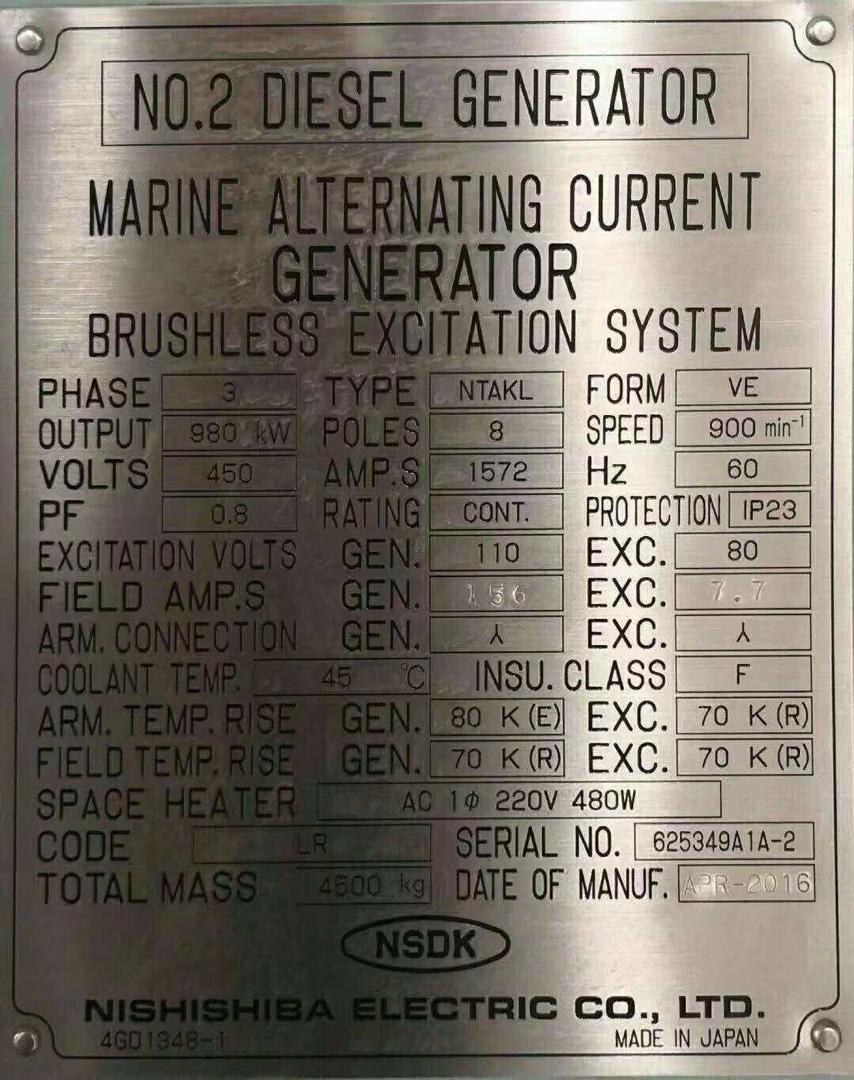 NO.2 DIESEL GENERATOR
MARINE ALTERNATING CURRENT
GENERATOR
BRUSHLESS EXCITATION SYSTEM
PHASE 3 TYPE NTAKL FORM VE
OUTPUT 980 kW POLES 8 SPEED 900 min⁻¹
VOLTS 450 AMP.S 1572 Hz 60
PF 0.8 RATING CONT. PROTECTION IP23
EXCITATION VOLTS GEN. 110 EXC. 80
FIELD AMP.S GEN. 156 EXC. 7.7
ARM. CONNECTION GEN. ⅄ EXC. ⅄
COOLANT TEMP. 45 ℃ INSU. CLASS F
ARM. TEMP. RISE GEN. 80 K (E) EXC. 70 K (R)
FIELD TEMP. RISE GEN. 70 K (R) EXC. 70 K (R)
SPACE HEATER AC 1Φ 220V 480W
CODE LR SERIAL NO. 625349A1A-2
TOTAL MASS 4500 kg DATE OF MANUF. APR-2016
NSDK
NISHISHIBA ELECTRIC CO., LTD.
4GD1348-1 MADE IN JAPAN